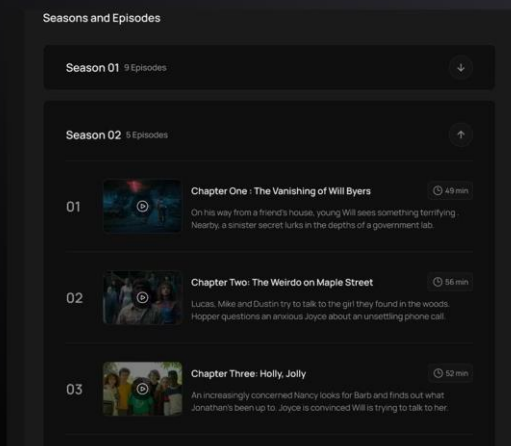 Seasons and Episodes
Season 01 9 Episodes
Season 02 5 Episodes
01
Chapter One : The Vanishing of Will Byers
49 min
On his way from a friend's house, young Will sees something terrifying .
Nearby, a sinister secret lurks in the depths of a government lab.
02
Chapter Two: The Weirdo on Maple Street
56 min
Lucas, Mike and Dustin try to talk to the girl they found in the woods.
Hopper questions an anxious Joyce about an unsettling phone call.
03
Chapter Three: Holly, Jolly
52 min
An increasingly concerned Nancy looks for Barb and finds out what
Jonathan's been up to. Joyce is convinced Will is trying to talk to her.